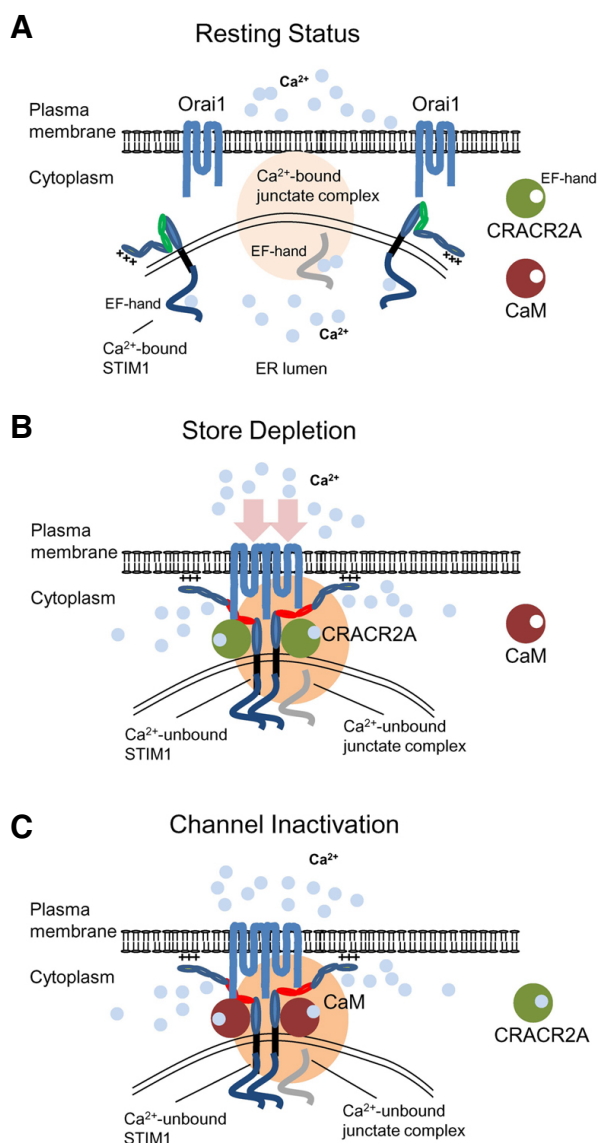 A
Resting Status
Ca²⁺
Orai1
Orai1
Plasma
membrane
Cytoplasm
Ca²⁺-bound
junctate complex
EF-hand
CRACR2A
EF-hand
+++
+++
EF-hand
CaM
Ca²⁺
Ca²⁺-bound
STIM1
ER lumen
B
Store Depletion
Ca²⁺
Plasma
membrane
+++
+++
Cytoplasm
CRACR2A
CaM
Ca²⁺-unbound
STIM1
Ca²⁺-unbound
junctate complex
C
Channel Inactivation
Ca²⁺
Plasma
membrane
+++
+++
Cytoplasm
CaM
CRACR2A
Ca²⁺-unbound
STIM1
Ca²⁺-unbound
junctate complex